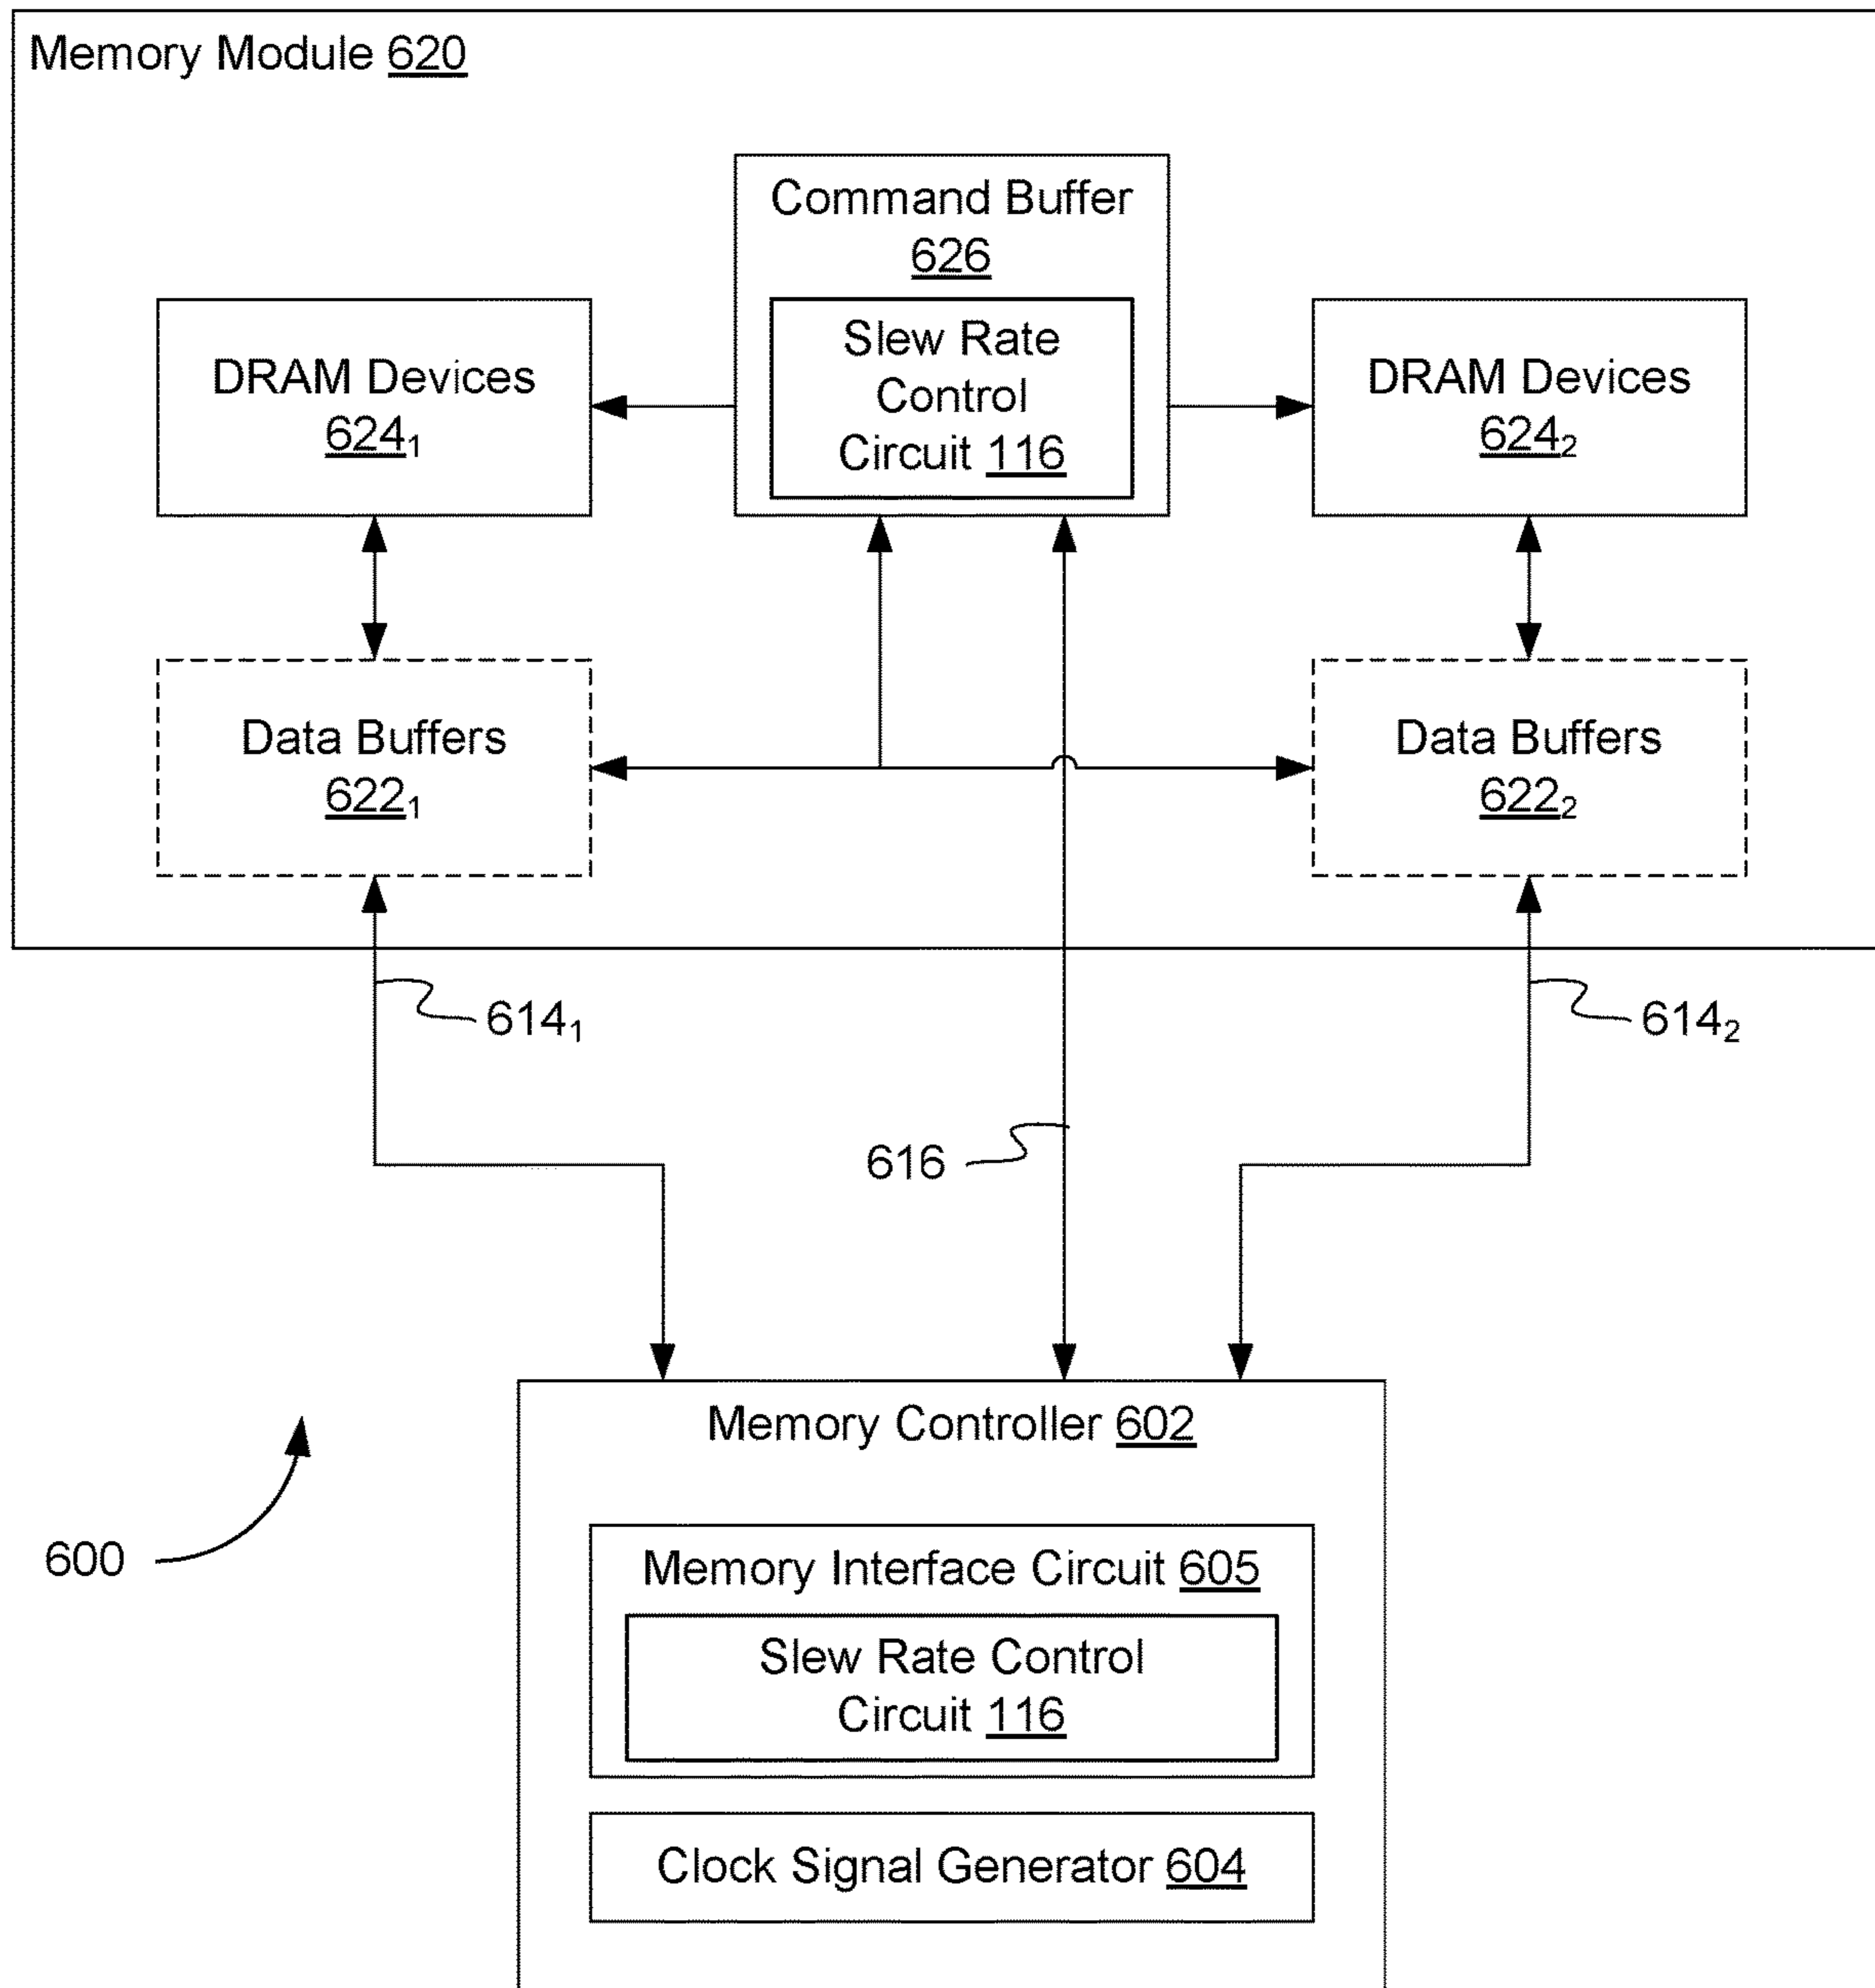 Memory Module 620
Command Buffer
626
Slew Rate
Control
Circuit 116
DRAM Devices
624₁
DRAM Devices
624₂
Data Buffers
622₁
Data Buffers
622₂
614₁
614₂
616
600
Memory Controller 602
Memory Interface Circuit 605
Slew Rate Control
Circuit 116
Clock Signal Generator 604